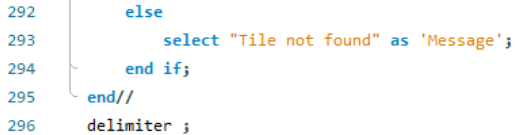 292 else
293 select "Tile not found" as 'Message';
294 end if;
295 end//
296 delimiter ;